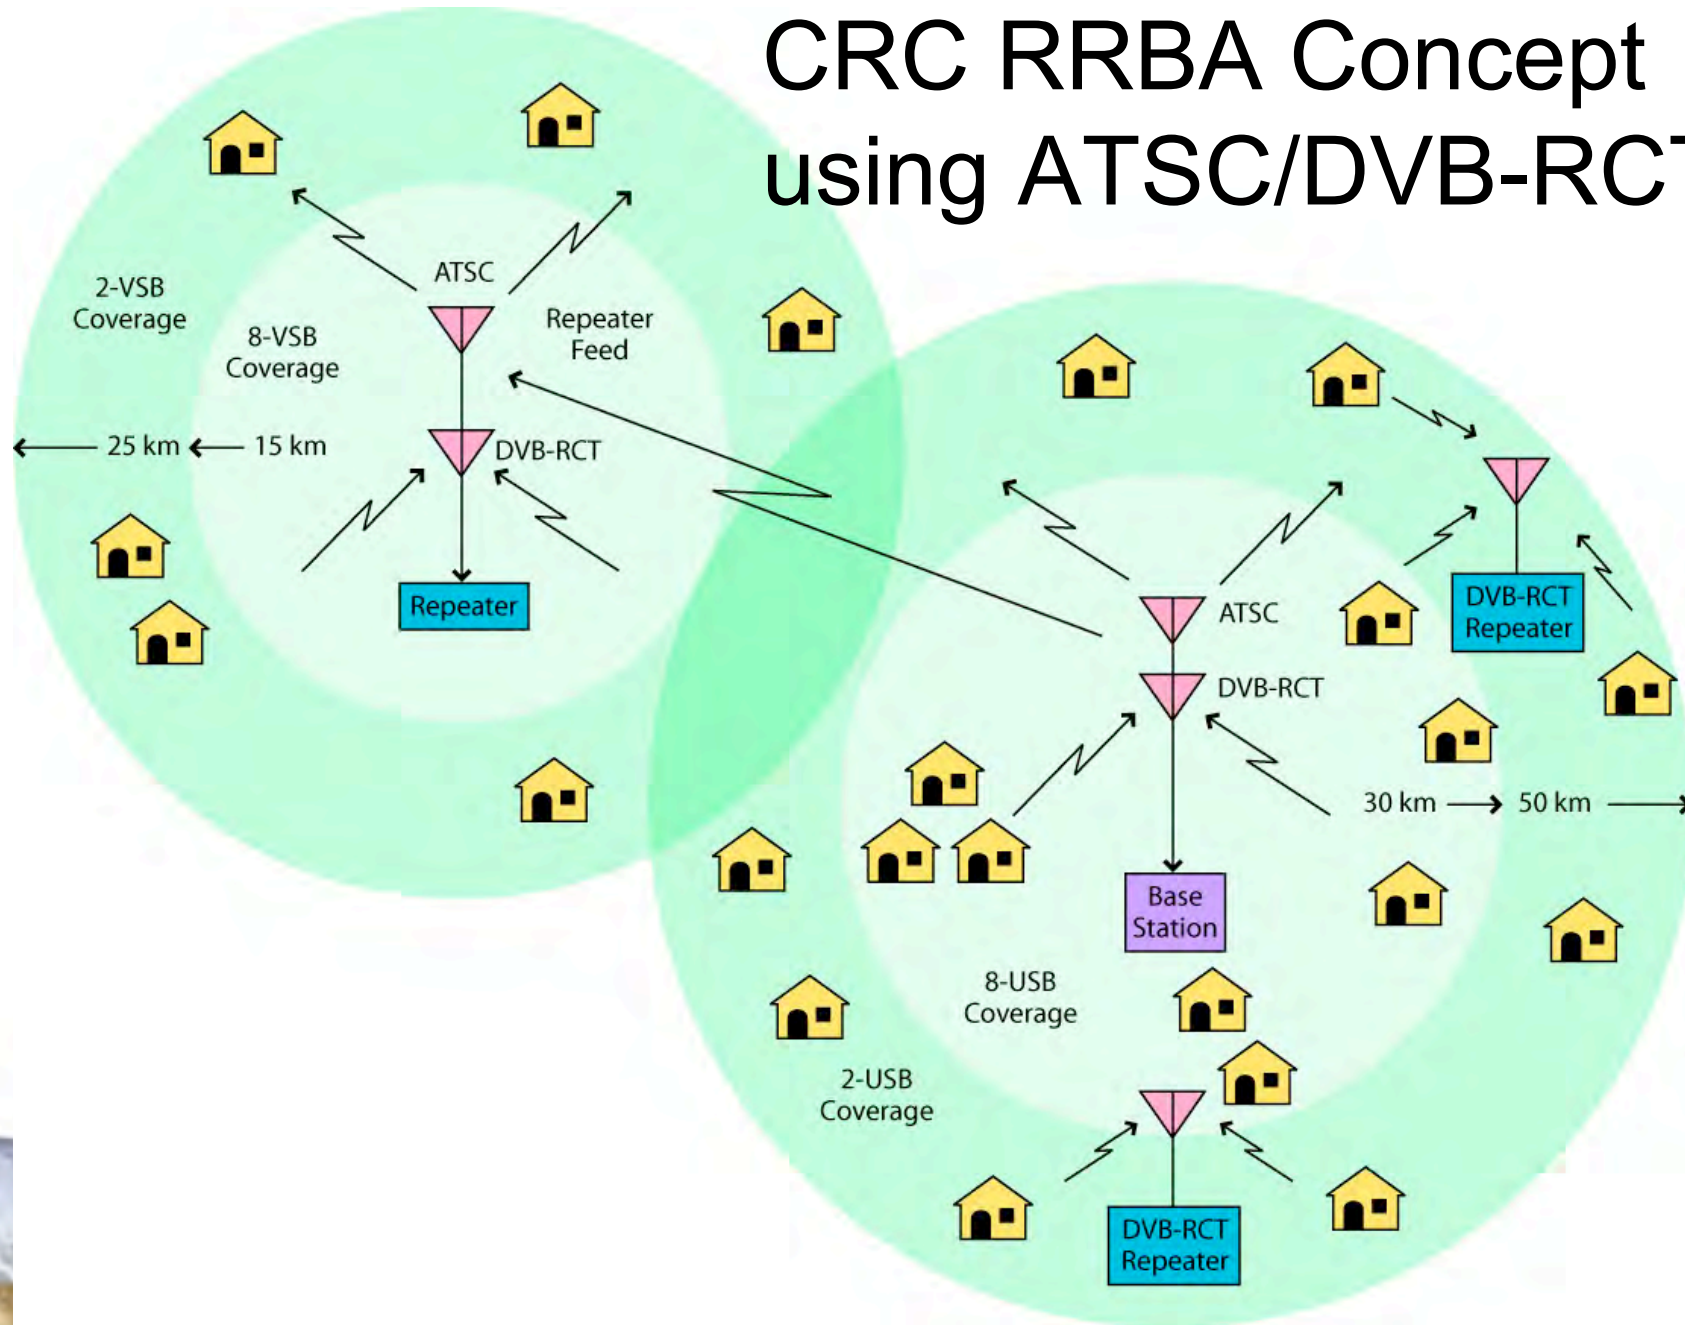 CRC RRBA Concept
using ATSC/DVB-RCT
ATSC
2-VSB
Coverage
8-VSB
Coverage
Repeater
Feed
25 km
15 km
DVB-RCT
Repeater
ATSC
DVB-RCT
Repeater
DVB-RCT
30 km
50 km
Base
Station
8-USB
Coverage
2-USB
Coverage
DVB-RCT
Repeater